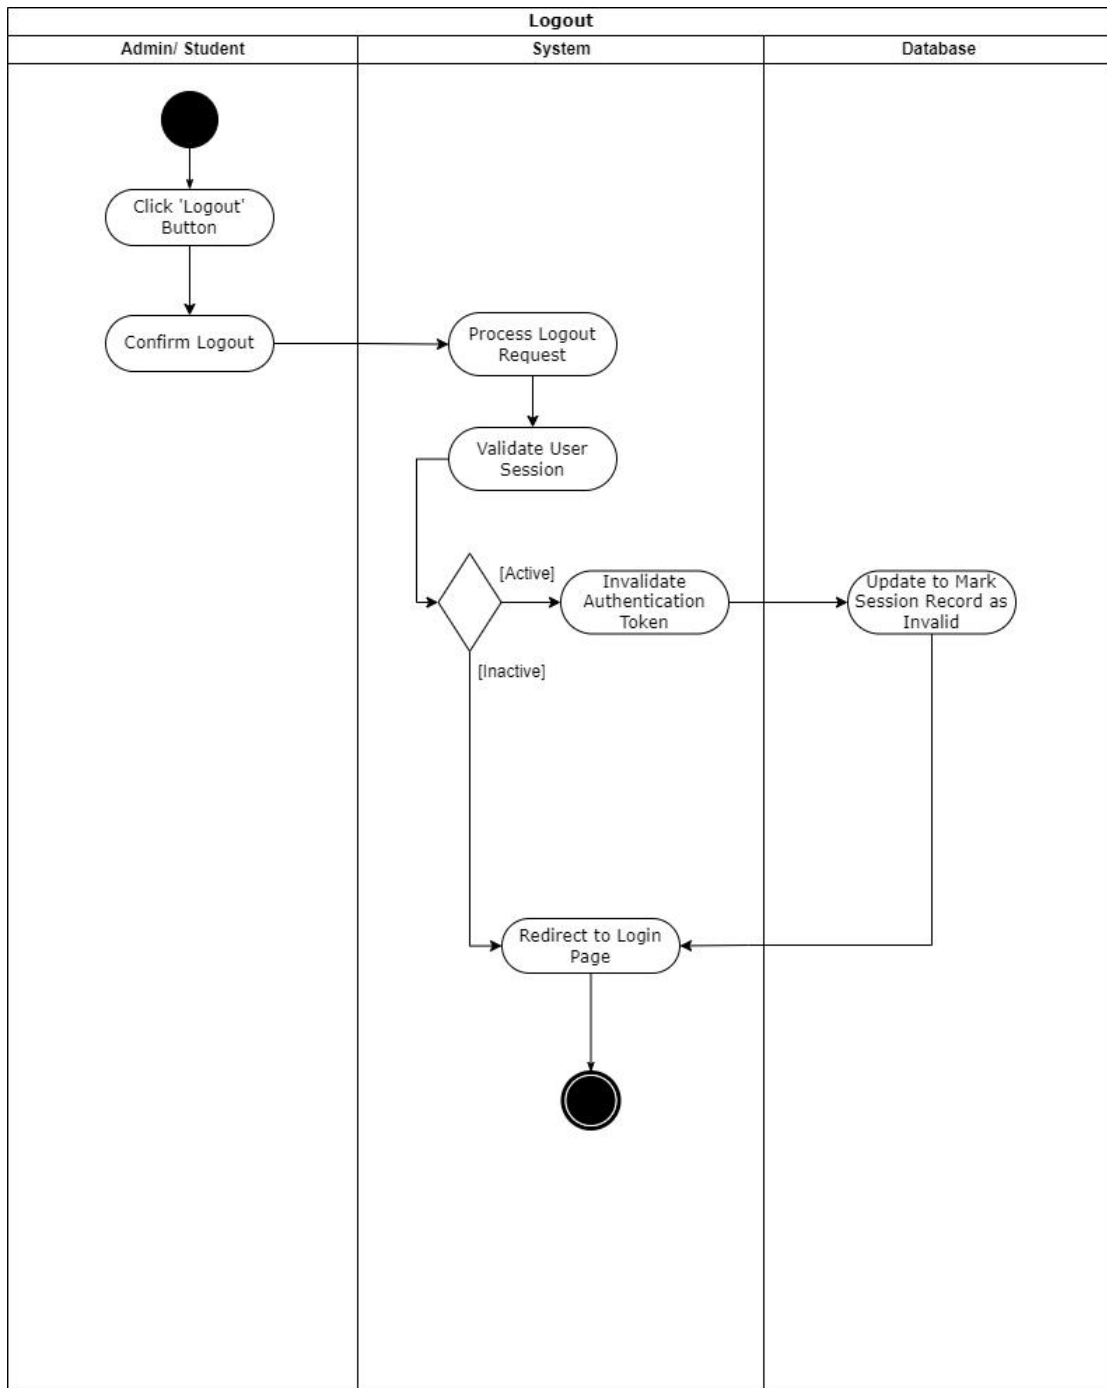 Logout
Admin/ Student
System
Database
Click 'Logout'
Button
Confirm Logout
Process Logout
Request
Validate User
Session
[Active]
Invalidate
Authentication
Token
Update to Mark
Session Record as
Invalid
[Inactive]
Redirect to Login
Page